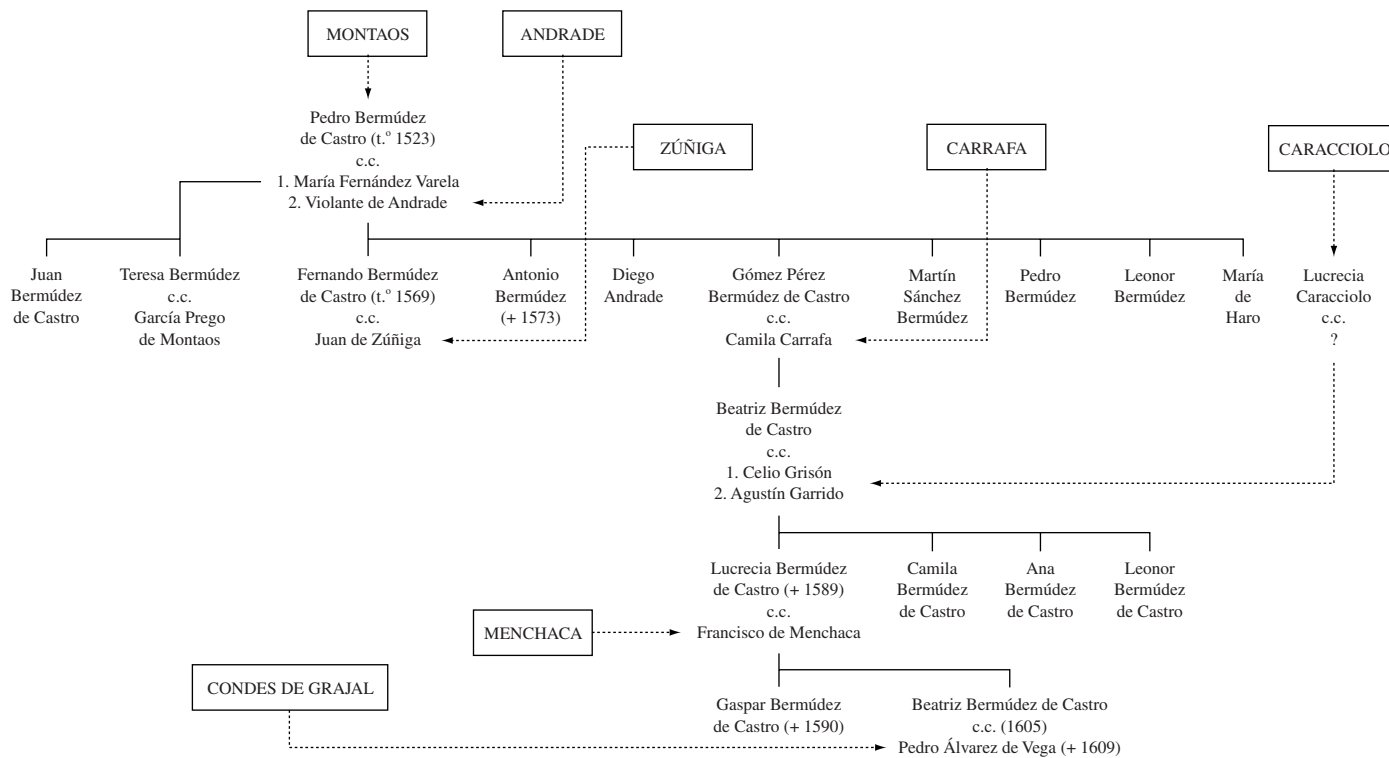 MONTAOS
ANDRADE
Pedro Bermúdez
de Castro (t.º 1523)
c.c.
1. María Fernández Varela
2. Violante de Andrade
ZÚÑIGA
CARRAFA
CARACCIOLO
Juan
Bermúdez
de Castro
Teresa Bermúdez
c.c.
García Prego
de Montaos
Fernando Bermúdez
de Castro (t.º 1569)
c.c.
Juan de Zúñiga
Antonio
Bermúdez
(+ 1573)
Diego
Andrade
Gómez Pérez
Bermúdez de Castro
c.c.
Camila Carrafa
Martín
Sánchez
Bermúdez
Pedro
Bermúdez
Leonor
Bermúdez
María
de
Haro
Lucrecia
Caracciolo
c.c.
?
Beatriz Bermúdez
de Castro
c.c.
1. Celio Grisón
2. Agustín Garrido
Lucrecia Bermúdez
de Castro (+ 1589)
c.c.
Francisco de Menchaca
Camila
Bermúdez
de Castro
Ana
Bermúdez
de Castro
Leonor
Bermúdez
de Castro
MENCHACA
CONDES DE GRAJAL
Gaspar Bermúdez
de Castro (+ 1590)
Beatriz Bermúdez de Castro
c.c. (1605)
Pedro Álvarez de Vega (+ 1609)